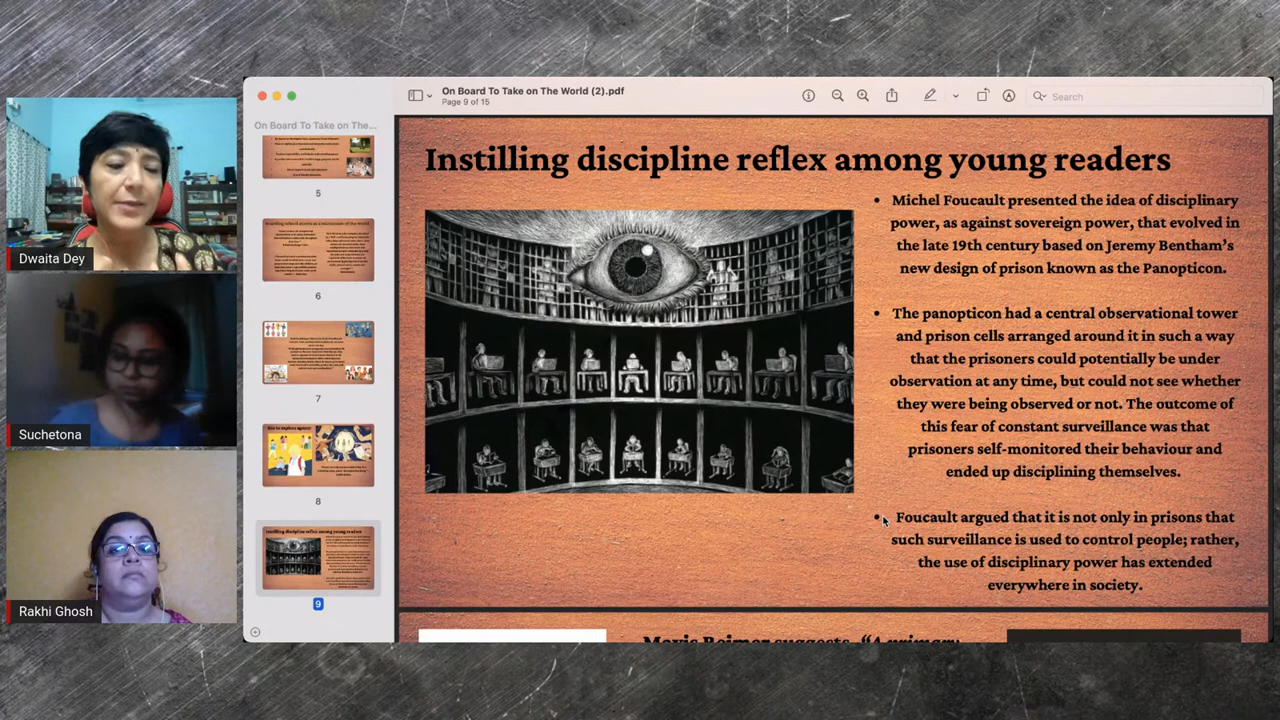 On Board To Take on The World (2).pdf
Page 9 of 15
Search
On Board To Take on The...
5
6
7
8
9
Instilling discipline reflex among young readers
Michel Foucault presented the idea of disciplinary
power, as against sovereign power, that evolved in
the late 19th century based on Jeremy Bentham's
new design of prison known as the Panopticon.
The panopticon had a central observational tower
and prison cells arranged around it in such a way
that the prisoners could potentially be under
observation at any time, but could not see whether
they were being observed or not. The outcome of
this fear of constant surveillance was that
prisoners self-monitored their behaviour and
ended up disciplining themselves.
Foucault argued that it is not only in prisons that
such surveillance is used to control people; rather,
the use of disciplinary power has extended
everywhere in society.
Mavis Reimer suggests, "A primary
Dwaita Dey
Suchetona
Rakhi Ghosh